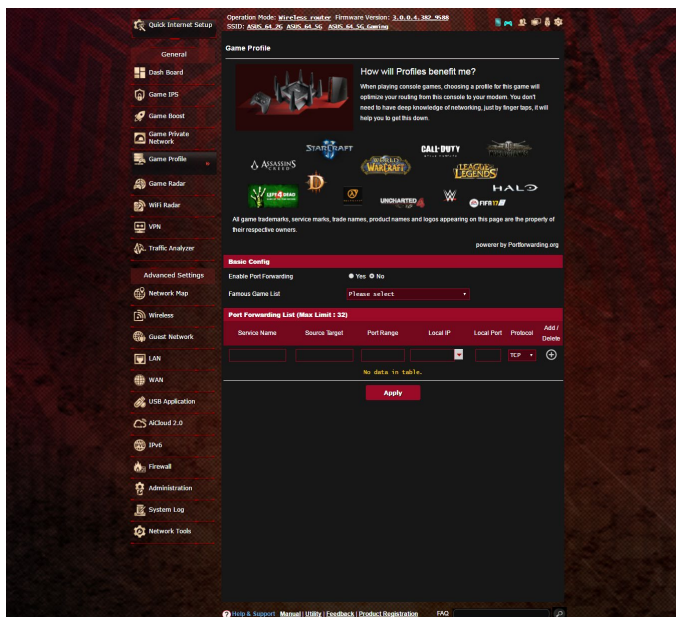 Quick Internet Setup
Operation Mode: Wireless router Firmware Version: 3.0.0.4.382_9588
SSID: ASUS_64_2G ASUS_64_5G ASUS_64_5G_Gaming
General
Dash Board
Game IPS
Game Boost
Game Private
Network
Game Profile
Game Radar
WiFi Radar
VPN
Traffic Analyzer
Advanced Settings
Network Map
Wireless
Guest Network
LAN
WAN
USB Application
AiCloud 2.0
IPv6
Firewall
Administration
System Log
Network Tools
Game Profile
How will Profiles benefit me?
When playing console games, choosing a profile for this game will
optimize your routing from this console to your modem. You don't
need to have deep knowledge of networking, just by finger taps, it will
help you to get this down.
STARCRAFT
CALL·DUTY
ASSASSINS
CREED
WORLD
WARCRAFT
LEAGUE
LEGENDS
LEFT 4 DEAD
UNCHARTED 4
W
HALO
FIFA 17
All game trademarks, service marks, trade names, product names and logos appearing on this page are the property of
their respective owners.
powerer by Portforwarding.org
Basic Config
Enable Port Forwarding Yes No
Famous Game List Please select
Port Forwarding List (Max Limit : 32)
Service Name Source Target Port Range Local IP Local Port Protocol Add /
Delete
TCP
No data in table.
Apply
Help & Support Manual | Utility | Feedback | Product Registration FAQ